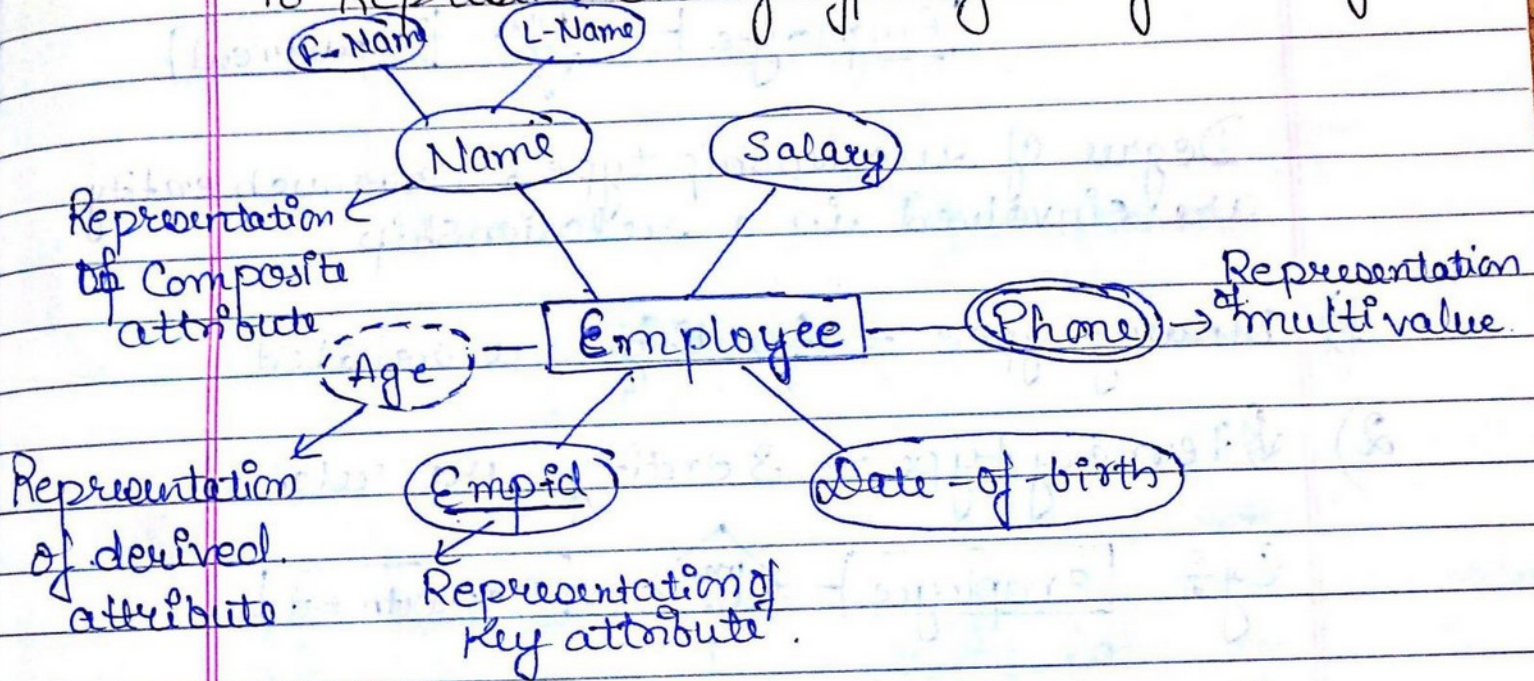 F-Nam
L-Name
Name
Salary
Representation
of Composite
attribute
Representation
of multivalue
Phone
Employee
Age
Representation
of derived
attribute
Empid
Date-of-birth
Representation of
Key attribute.